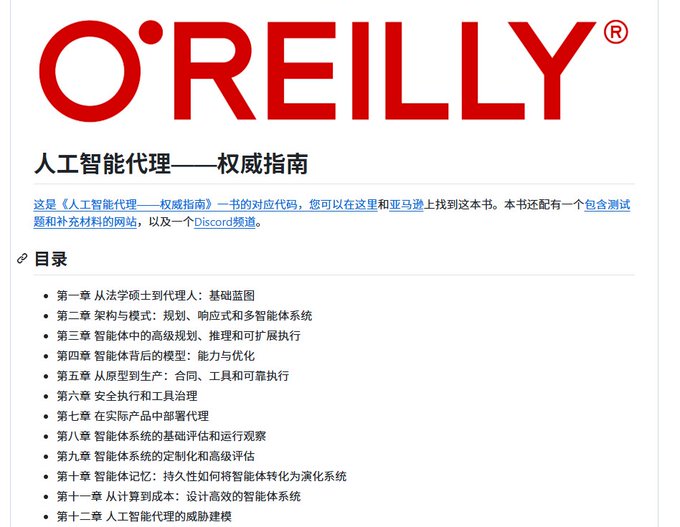 O'REILLY®
人工智能代理——权威指南
这是《人工智能代理——权威指南》一书的对应代码，您可以在这里和亚马逊上找到这本书。本书还配有一个包含测试
题和补充材料的网站，以及一个Discord频道。
目录
第一章 从法学硕士到代理人：基础蓝图
第二章 架构与模式：规划、响应式和多智能体系统
第三章 智能体中的高级规划、推理和可扩展执行
第四章 智能体背后的模型：能力与优化
第五章 从原型到生产：合同、工具和可靠执行
第六章 安全执行和工具治理
第七章 在实际产品中部署代理
第八章 智能体系统的基础评估和运行观察
第九章 智能体系统的定制化和高级评估
第十章 智能体记忆：持久性如何将智能体转化为演化系统
第十一章 从计算到成本：设计高效的智能体系统
第十二章 人工智能代理的威胁建模